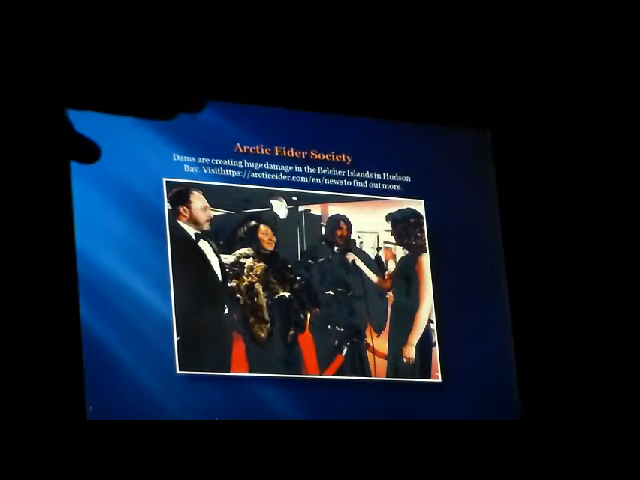 Arctic Eider Society
Dams are creating huge damage in the Belcher Islands in Hudson
Bay. Visithttps://arcticeider.com/en/news to find out more.